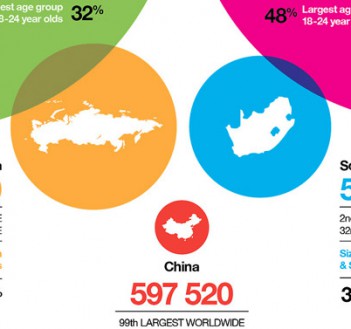 est age group
8-24 year olds
32%
48%
Largest ag
18-24 year
China
597 520
99th LARGEST WORLDWIDE
So
5
2n
32
Siz
& S
3